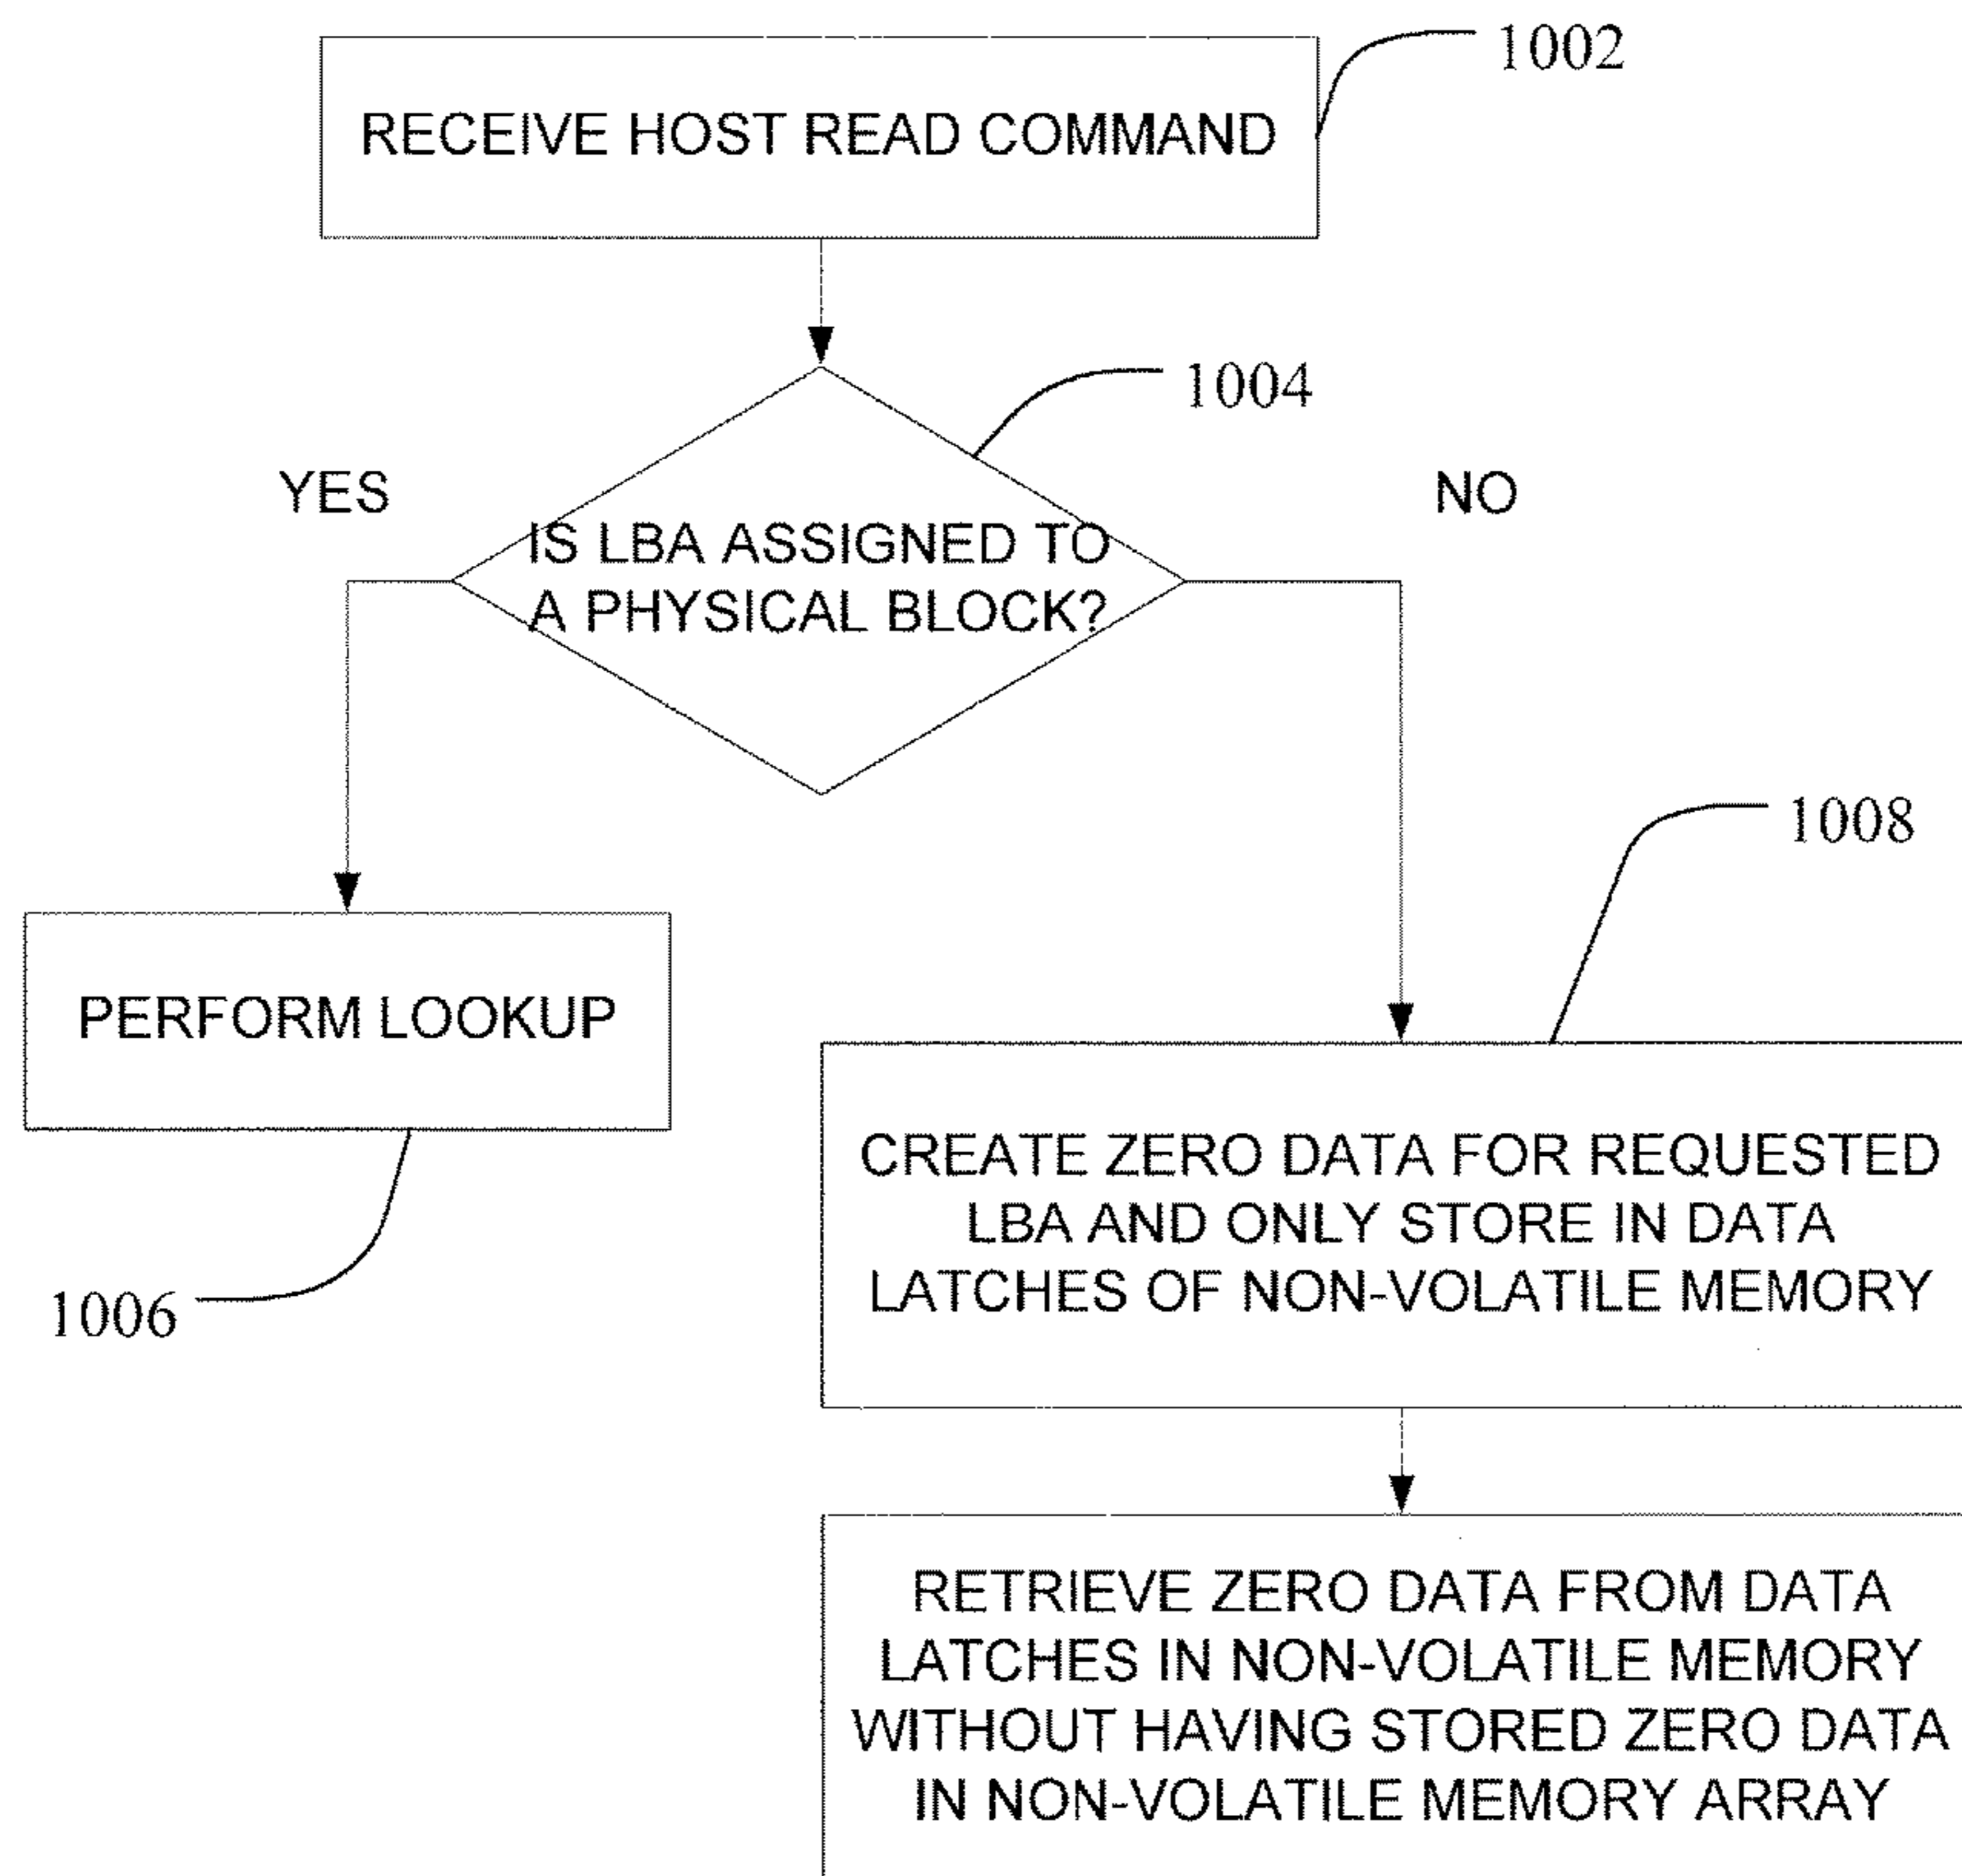 RECEIVE HOST READ COMMAND
1002
1004
YES
NO
IS LBA ASSIGNED TO
A PHYSICAL BLOCK?
1008
PERFORM LOOKUP
1006
CREATE ZERO DATA FOR REQUESTED
LBA AND ONLY STORE IN DATA
LATCHES OF NON-VOLATILE MEMORY
RETRIEVE ZERO DATA FROM DATA
LATCHES IN NON-VOLATILE MEMORY
WITHOUT HAVING STORED ZERO DATA
IN NON-VOLATILE MEMORY ARRAY